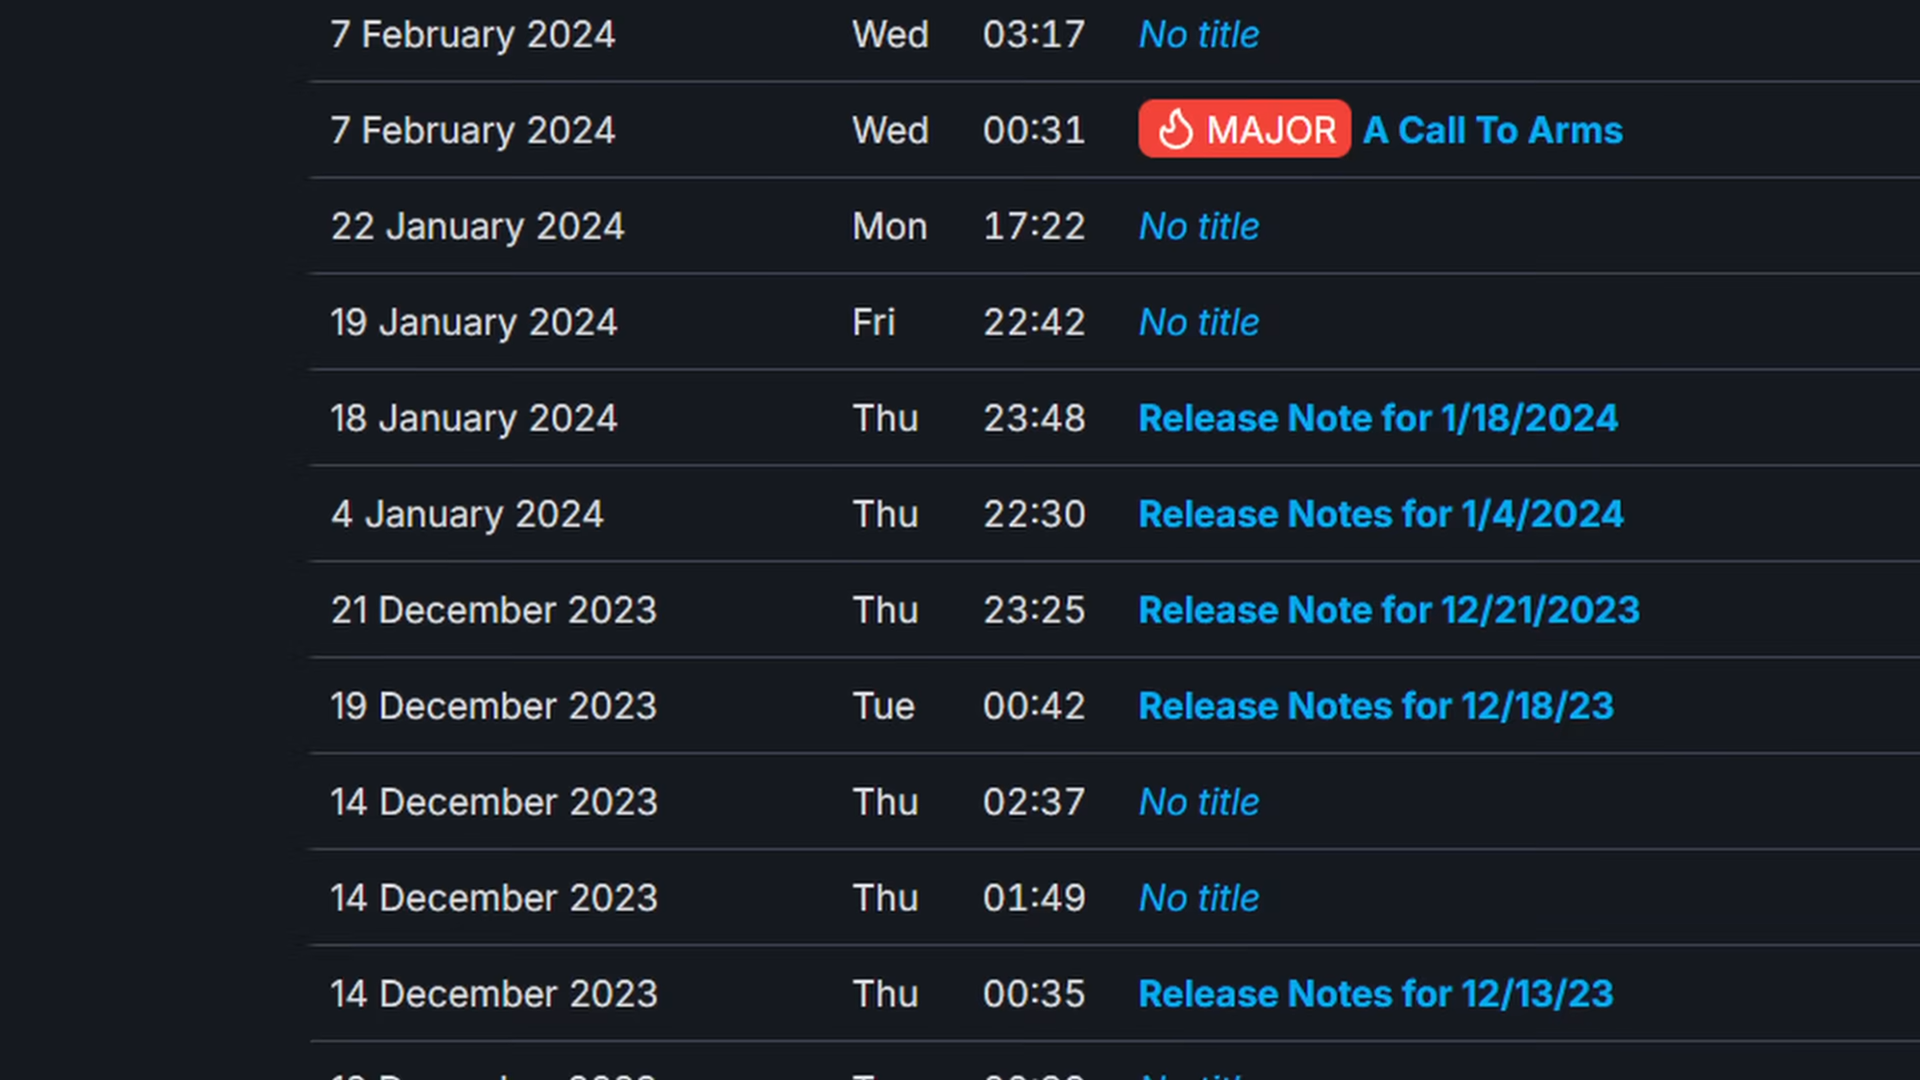 7 February 2024 Wed 03:17 No title
7 February 2024 Wed 00:31 MAJOR A Call To Arms
22 January 2024 Mon 17:22 No title
19 January 2024 Fri 22:42 No title
18 January 2024 Thu 23:48 Release Note for 1/18/2024
4 January 2024 Thu 22:30 Release Notes for 1/4/2024
21 December 2023 Thu 23:25 Release Note for 12/21/2023
19 December 2023 Tue 00:42 Release Notes for 12/18/23
14 December 2023 Thu 02:37 No title
14 December 2023 Thu 01:49 No title
14 December 2023 Thu 00:35 Release Notes for 12/13/23